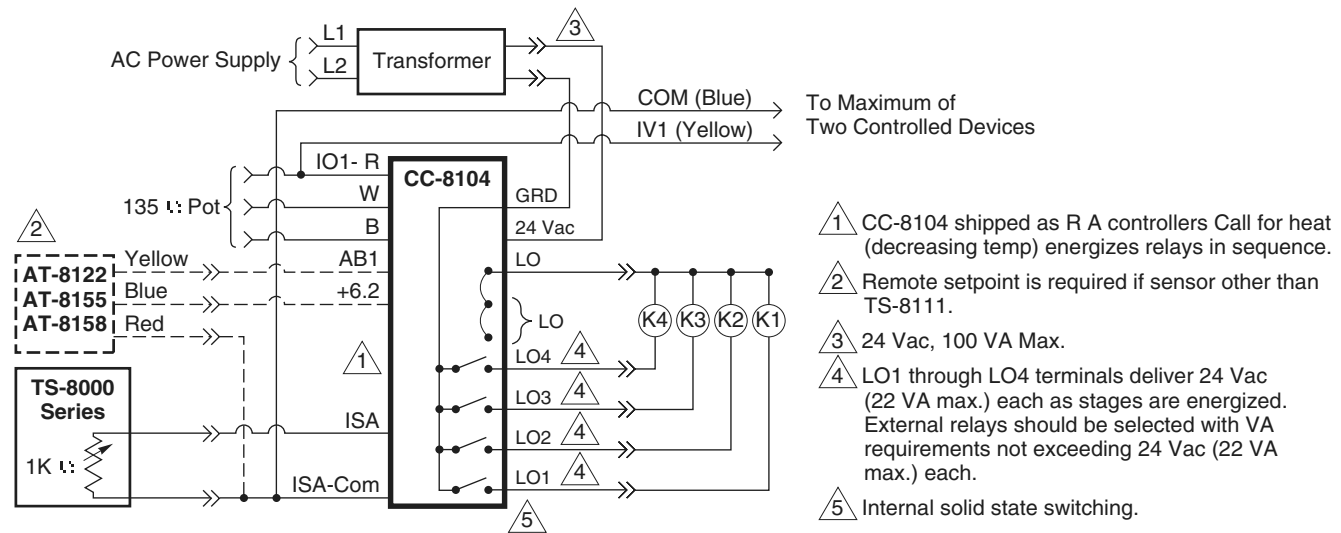 AC Power Supply
L1
L2
Transformer
3
COM (Blue)
IV1 (Yellow)
To Maximum of
Two Controlled Devices
135 Pot
IO1- R
W
B
CC-8104
GRD
24 Vac
2
AT-8122
AT-8155
AT-8158
Yellow
Blue
Red
AB1
+6.2
LO
LO
K4
K3
K2
K1
1
LO4
4
LO3
4
LO2
4
LO1
4
5
TS-8000
Series
1K
ISA
ISA-Com
1 CC-8104 shipped as R A controllers Call for heat
(decreasing temp) energizes relays in sequence.
2 Remote setpoint is required if sensor other than
TS-8111.
3 24 Vac, 100 VA Max.
4 LO1 through LO4 terminals deliver 24 Vac
(22 VA max.) each as stages are energized.
External relays should be selected with VA
requirements not exceeding 24 Vac (22 VA
max.) each.
5 Internal solid state switching.